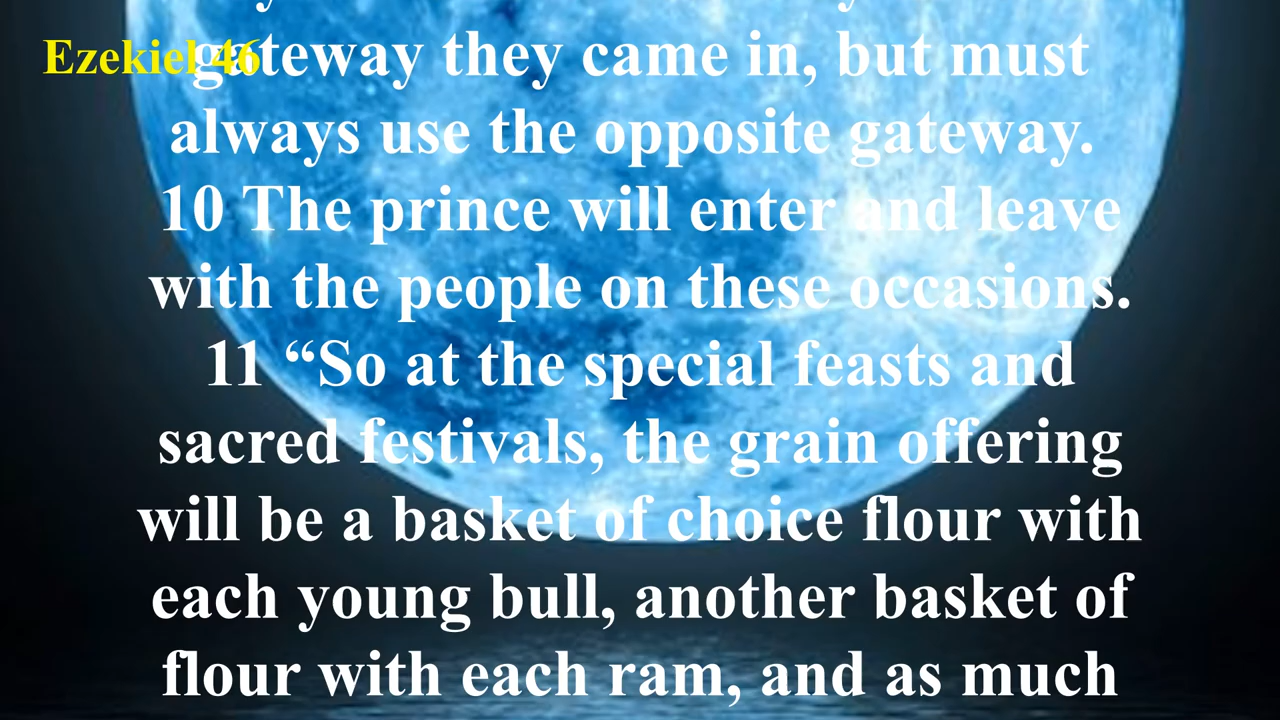 Ezekiel 46
gateway they came in, but must
always use the opposite gateway.
10 The prince will enter and leave
with the people on these occasions.
11 “So at the special feasts and
sacred festivals, the grain offering
will be a basket of choice flour with
each young bull, another basket of
flour with each ram, and as much